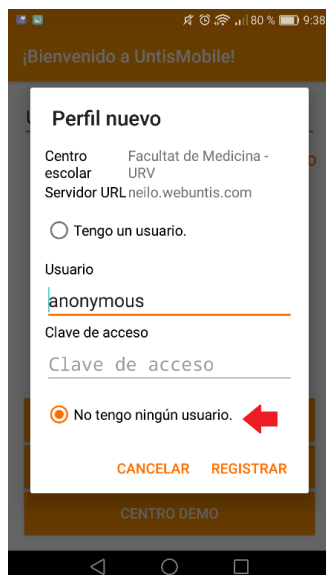 80 % 9:38
¡Bienvenido a UntisMobile!
Perfil nuevo
Centro escolar
Facultat de Medicina - URV
Servidor URL neilo.webuntis.com
Tengo un usuario.
Usuario
anonymous
Clave de acceso
Clave de acceso
No tengo ningún usuario.
CANCELAR REGISTRAR
CENTRO DEMO